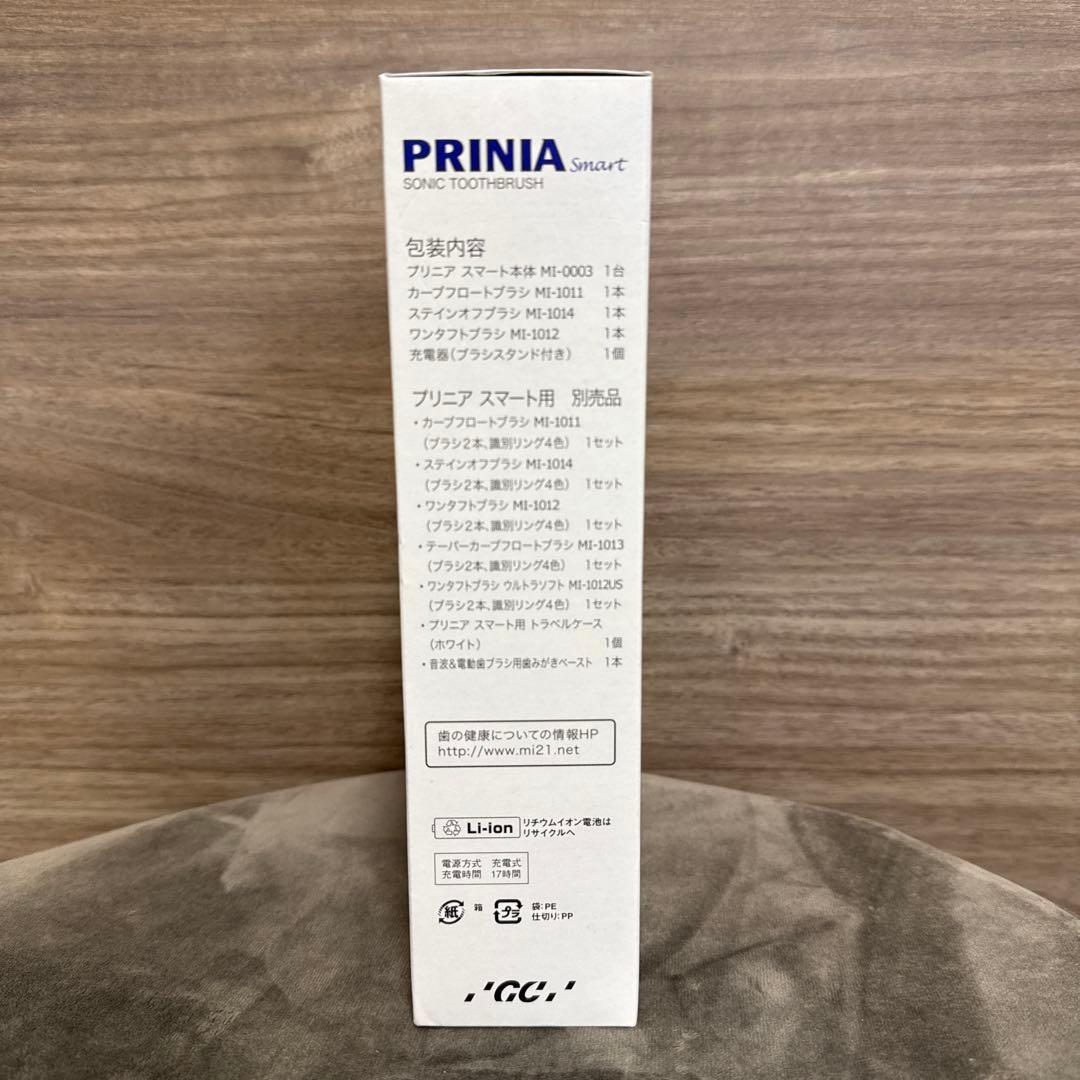 PRINIA Smart
SONIC TOOTHBRUSH
包装内容
プリニア スマート本体 MI-0003 1台
カーブフロートブラシ MI-1011 1本
ステインオフブラシ MI-1014 1本
ワンタフトブラシ MI-1012 1本
充電器(ブラシスタンド付き) 1個
プリニア スマート用 別売品
・カーブフロートブラシ MI-1011
(ブラシ2本、識別リング4色) 1セット
・ステインオフブラシ MI-1014
(ブラシ2本、識別リング4色) 1セット
・ワンタフトブラシ MI-1012
(ブラシ2本、識別リング4色) 1セット
・テーパーカーブフロートブラシ MI-1013
(ブラシ2本、識別リング4色) 1セット
・ワンタフトブラシ ウルトラソフト MI-1012US
(ブラシ2本、識別リング4色) 1セット
・プリニア スマート用 トラベルケース
(ホワイト) 1個
・音波&電動歯ブラシ用歯みがきペースト 1本
歯の健康についての情報HP
http://www.mi21.net
Li-ion リチウムイオン電池は
リサイクルへ
電源方式 充電式
充電時間 17時間
紙 箱 プラ 袋:PE
仕切り:PP
GC